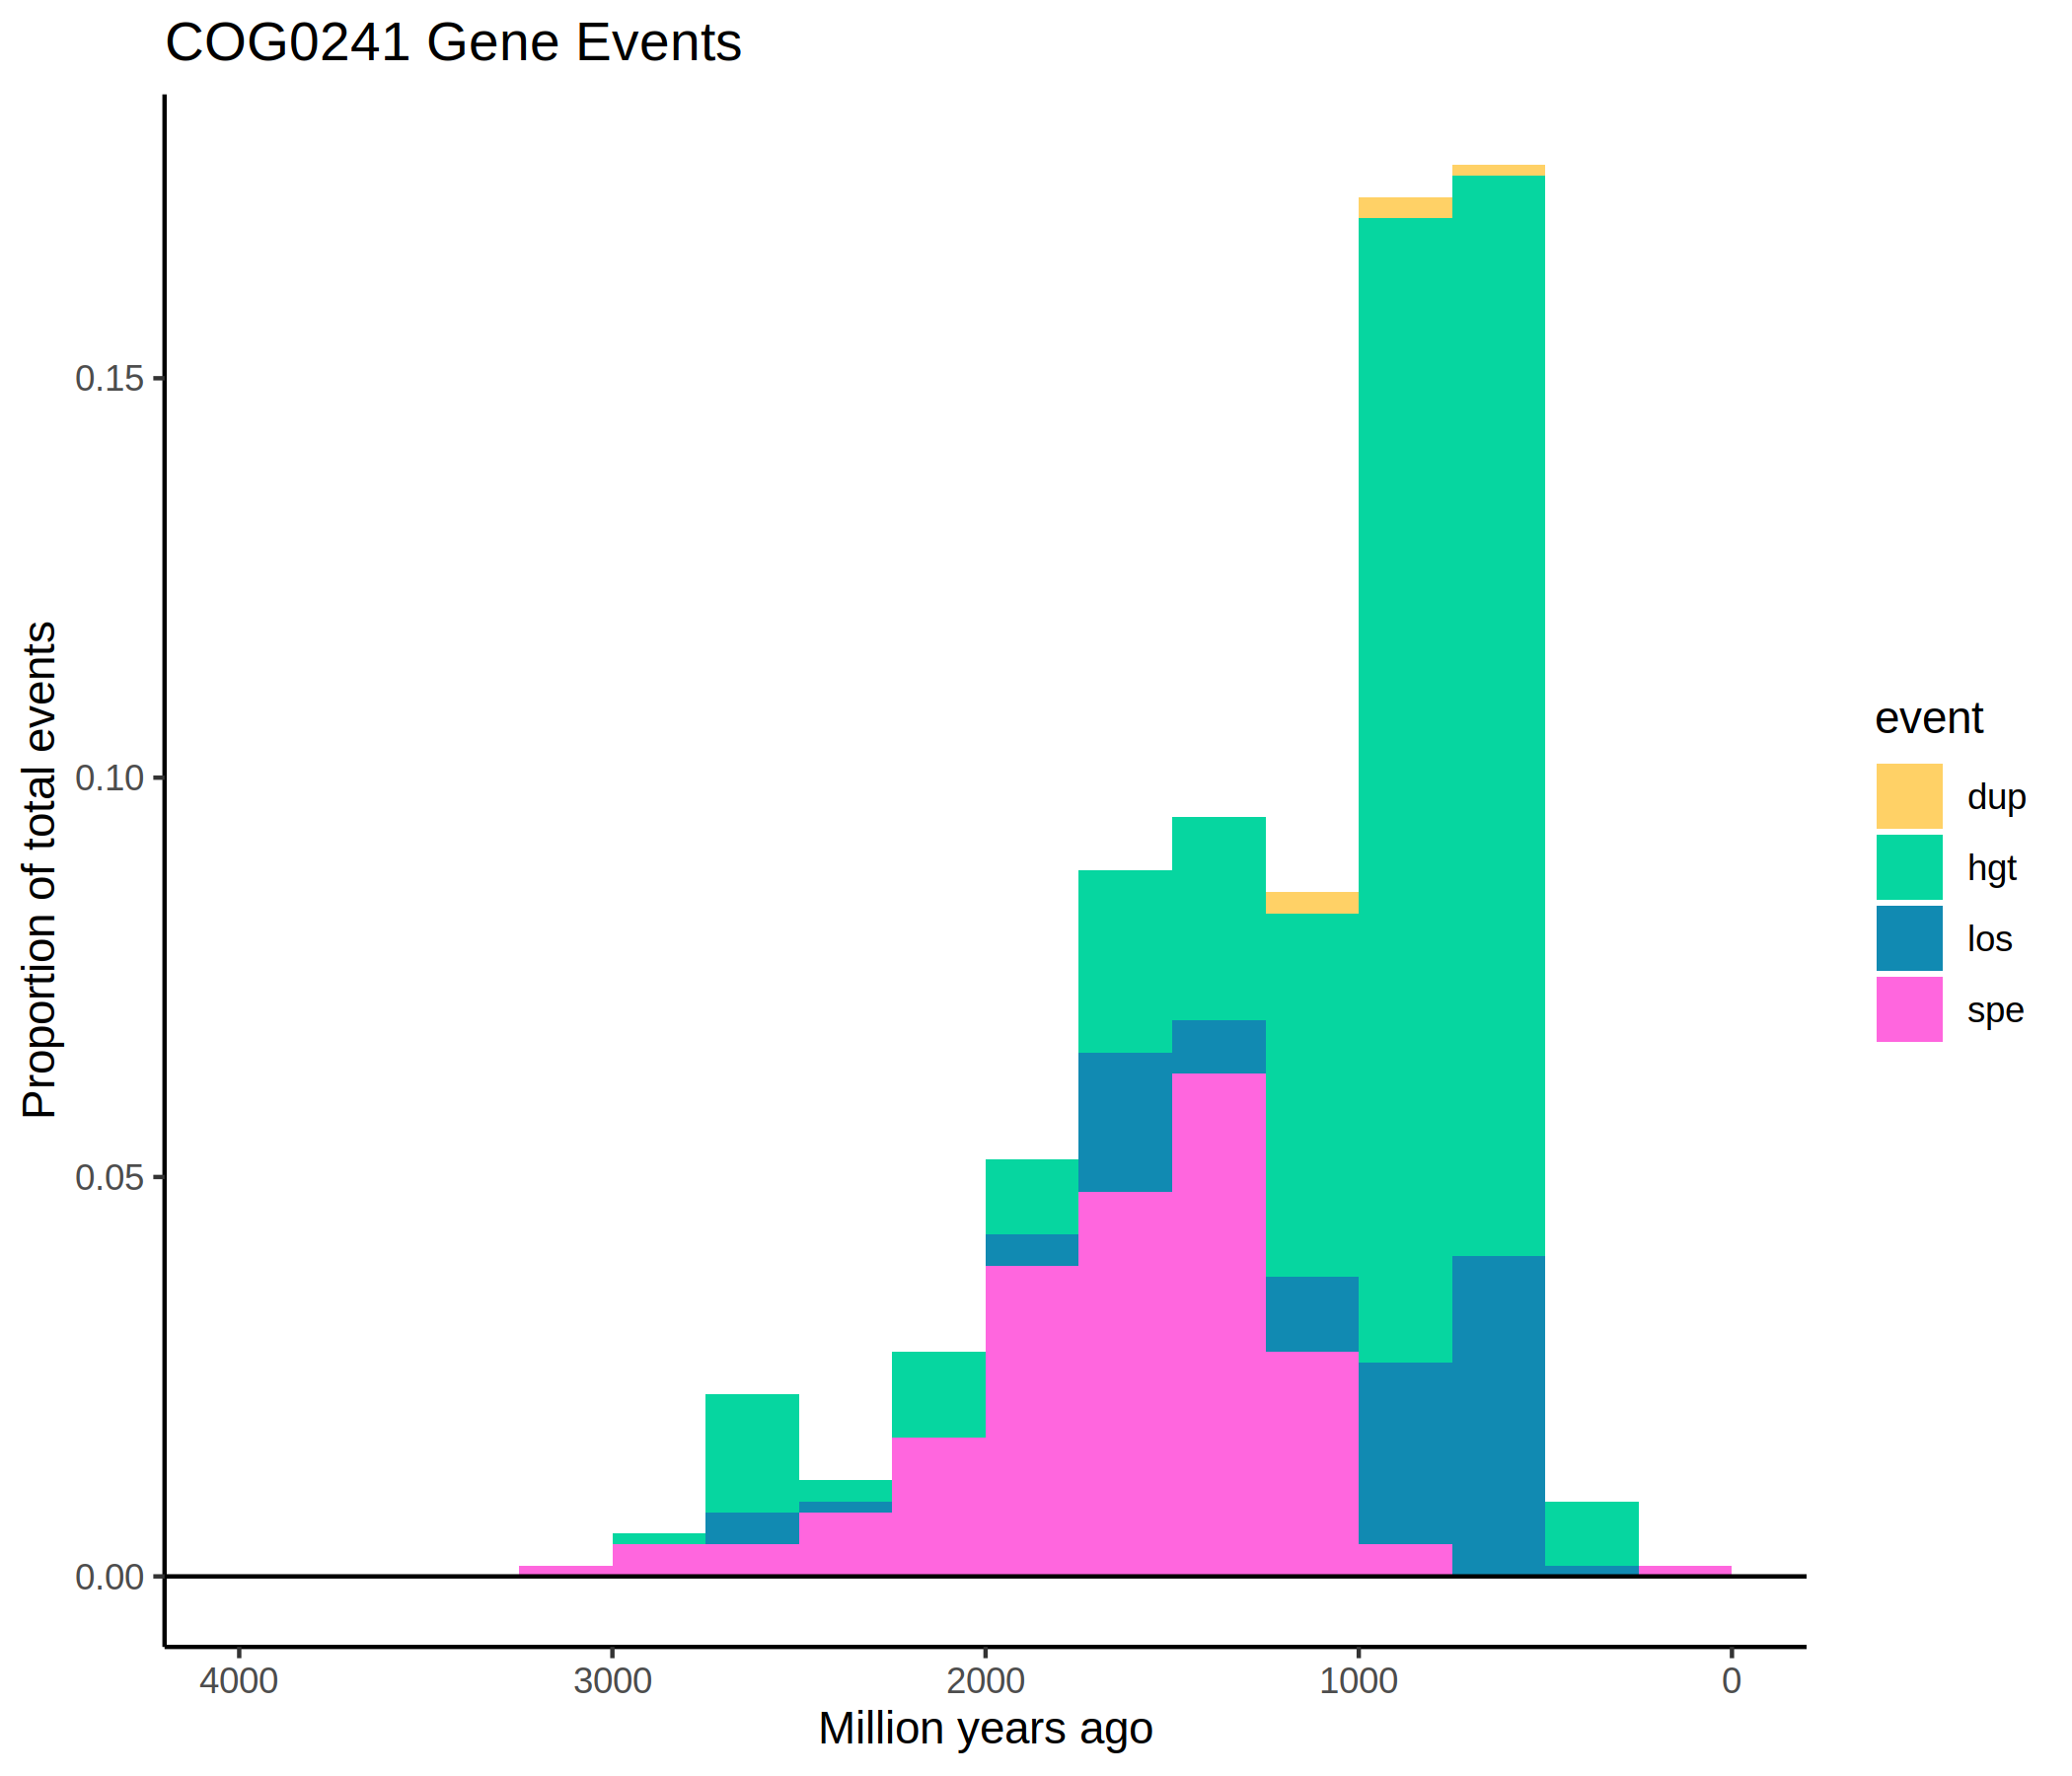 COG0241 Gene Events
Proportion of total events
0.15
0.10
0.05
0.00
4000 3000 2000 1000 0
Million years ago
event
dup
hgt
los
spe